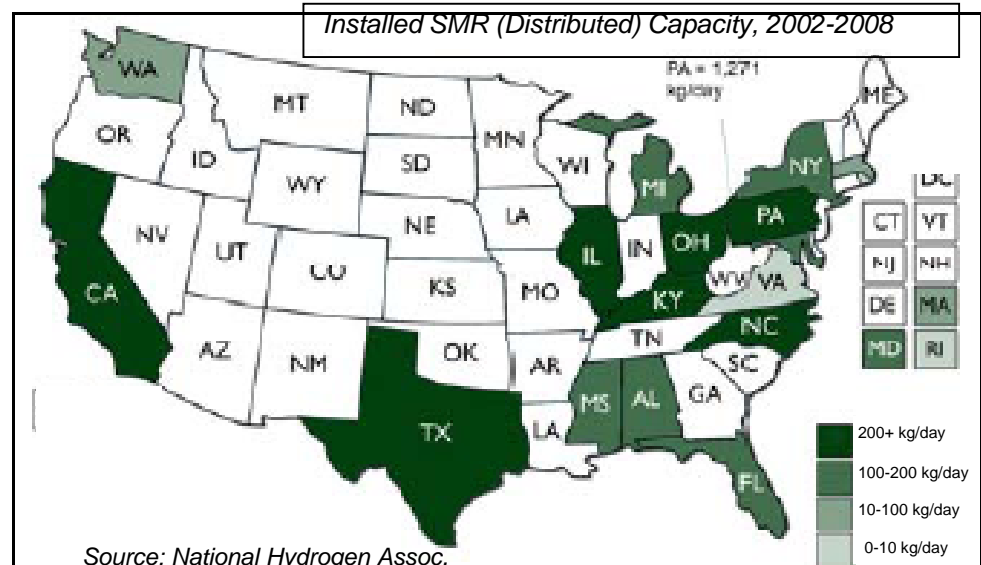 Installed SMR (Distributed) Capacity, 2002-2008
PA = 1,271
kg/day
WA
MT
ND
MN
ME
OR
ID
SD
WI
MI
NY
WY
NE
IA
IL
IN
OH
PA
NV
UT
CO
KS
MO
KY
WV
VA
CA
AZ
NM
OK
AR
TN
NC
SC
TX
LA
MS
AL
GA
FL
DC
CT VT
NJ NH
DE MA
MD RI
200+ kg/day
100-200 kg/day
10-100 kg/day
0-10 kg/day
Source: National Hydrogen Assoc.